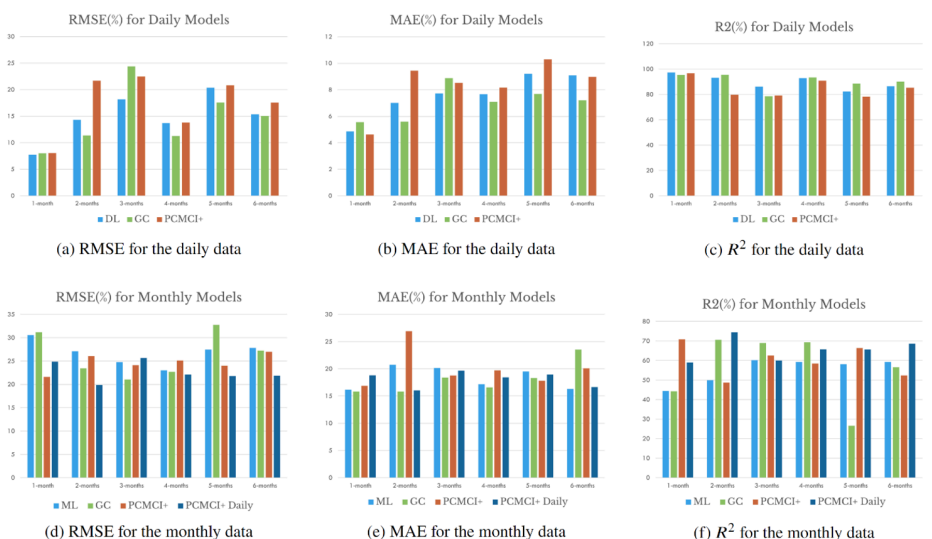 RMSE(%) for Daily Models
30
25
20
15
10
5
0
1-month 2-months 3-months 4-months 5-months 6-months
DL GC PCMCI+
(a) RMSE for the daily data
MAE(%) for Daily Models
12
10
8
6
4
2
0
1-month 2-months 3-months 4-months 5-months 6-months
DL GC PCMCI+
(b) MAE for the daily data
R2(%) for Daily Models
120
100
80
60
40
20
0
1-month 2-months 3-months 4-months 5-months 6-months
DL GC PCMCI+
(c) R² for the daily data
RMSE(%) for Monthly Models
35
30
25
20
15
10
5
0
1-month 2-months 3-months 4-months 5-months 6-months
ML GC PCMCI+ PCMCI+ Daily
(d) RMSE for the monthly data
MAE(%) for Monthly Models
30
25
20
15
10
5
0
1-month 2-months 3-months 4-months 5-months 6-months
ML GC PCMCI+ PCMCI+ Daily
(e) MAE for the monthly data
R2(%) for Monthly Models
80
70
60
50
40
30
20
10
0
1-month 2-months 3-months 4-months 5-months 6-months
ML GC PCMCI+ PCMCI+ Daily
(f) R² for the monthly data